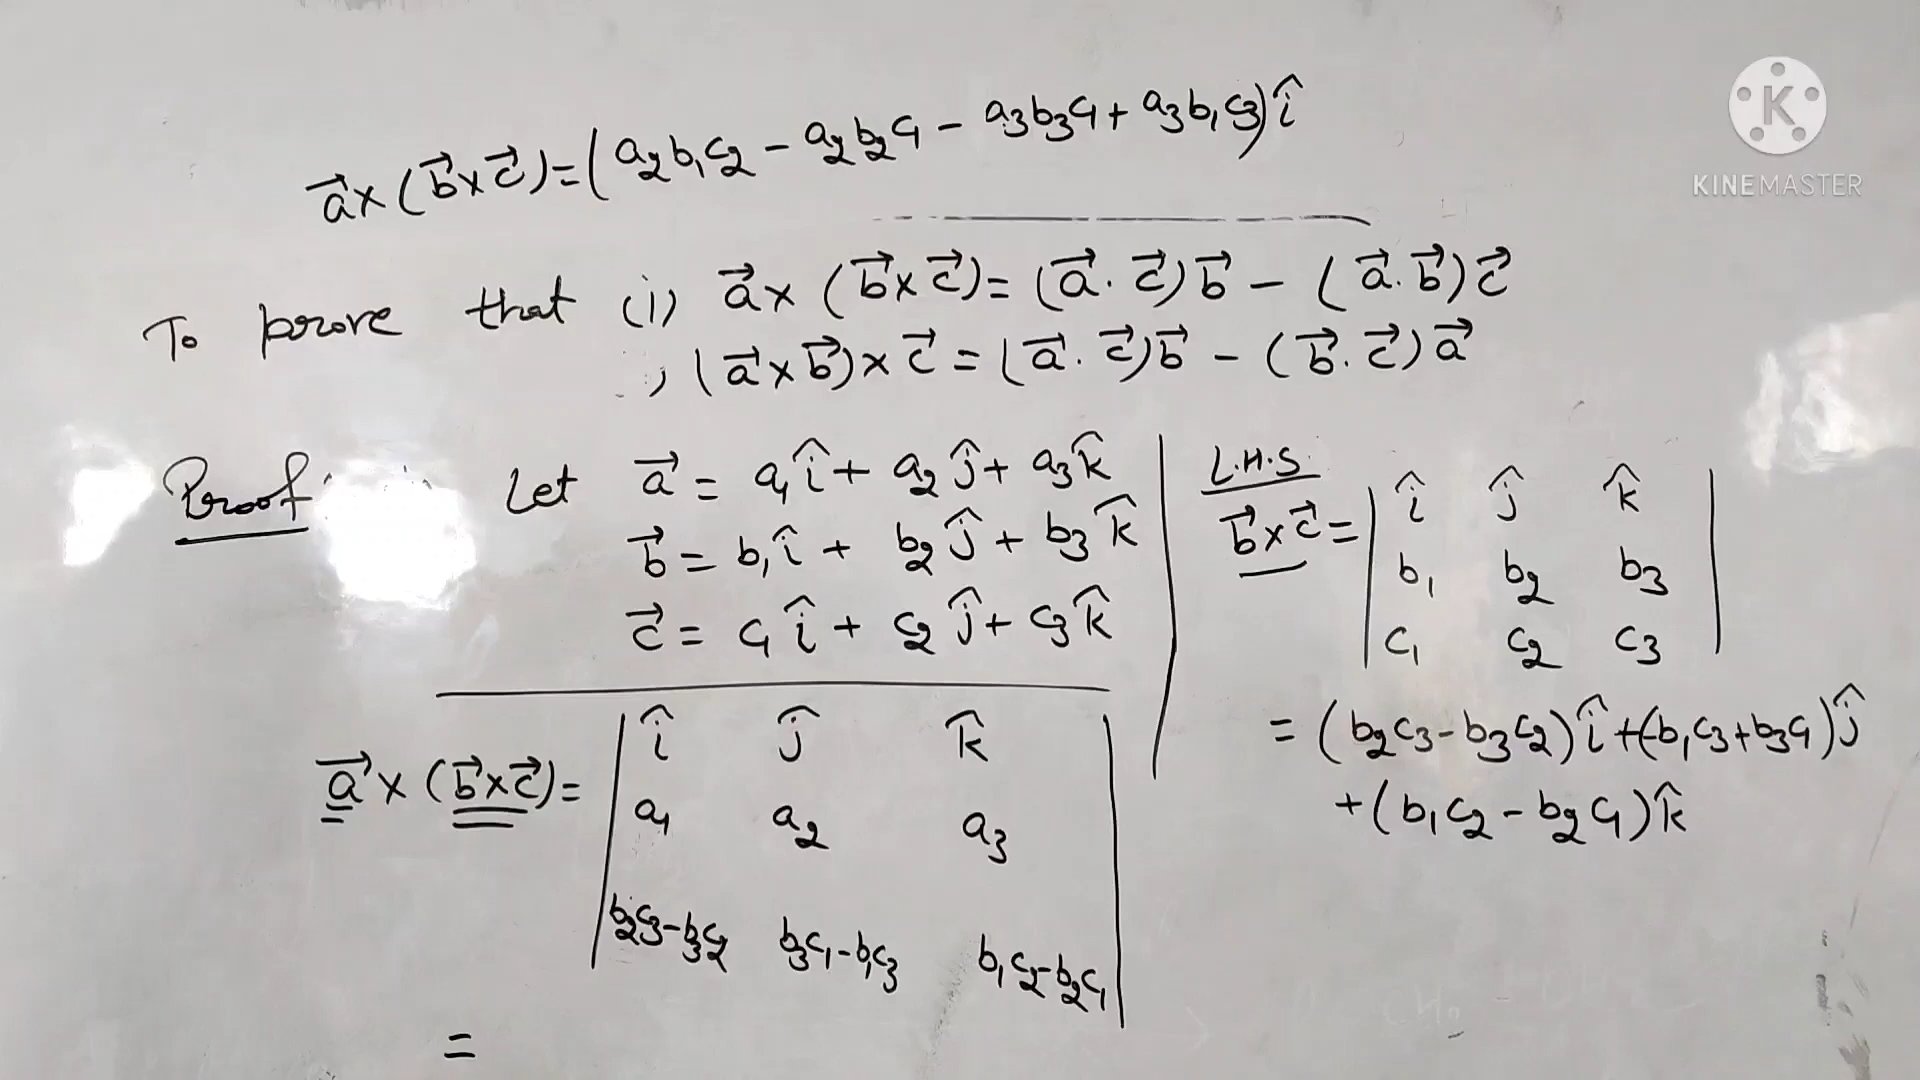 a⃗×(b⃗×c⃗)=(a₂b₁c₂ - a₂b₂c₁ - a₃b₃c₁ + a₃b₁c₃)î
KINEMASTER
To prove that (i) a⃗×(b⃗×c⃗)=(a⃗.c⃗)b⃗ - (a⃗.b⃗)c⃗
, (a⃗×b⃗)×c⃗ = (a⃗.c⃗)b⃗ - (b⃗.c⃗)a⃗
Proof: Let a⃗ = a₁î + a₂ĵ + a₃k̂
b⃗ = b₁î + b₂ĵ + b₃k̂
c⃗ = c₁î + c₂ĵ + c₃k̂
a⃗×(b⃗×c⃗)= | î ĵ k̂ |
a₁ a₂ a₃
b₂c₃-b₃c₂ b₃c₁-b₁c₃ b₁c₂-b₂c₁
=
L.H.S.
b⃗×c⃗ = | î ĵ k̂ |
b₁ b₂ b₃
c₁ c₂ c₃
= (b₂c₃-b₃c₂)î+(-b₁c₃+b₃c₁)ĵ
+(b₁c₂-b₂c₁)k̂